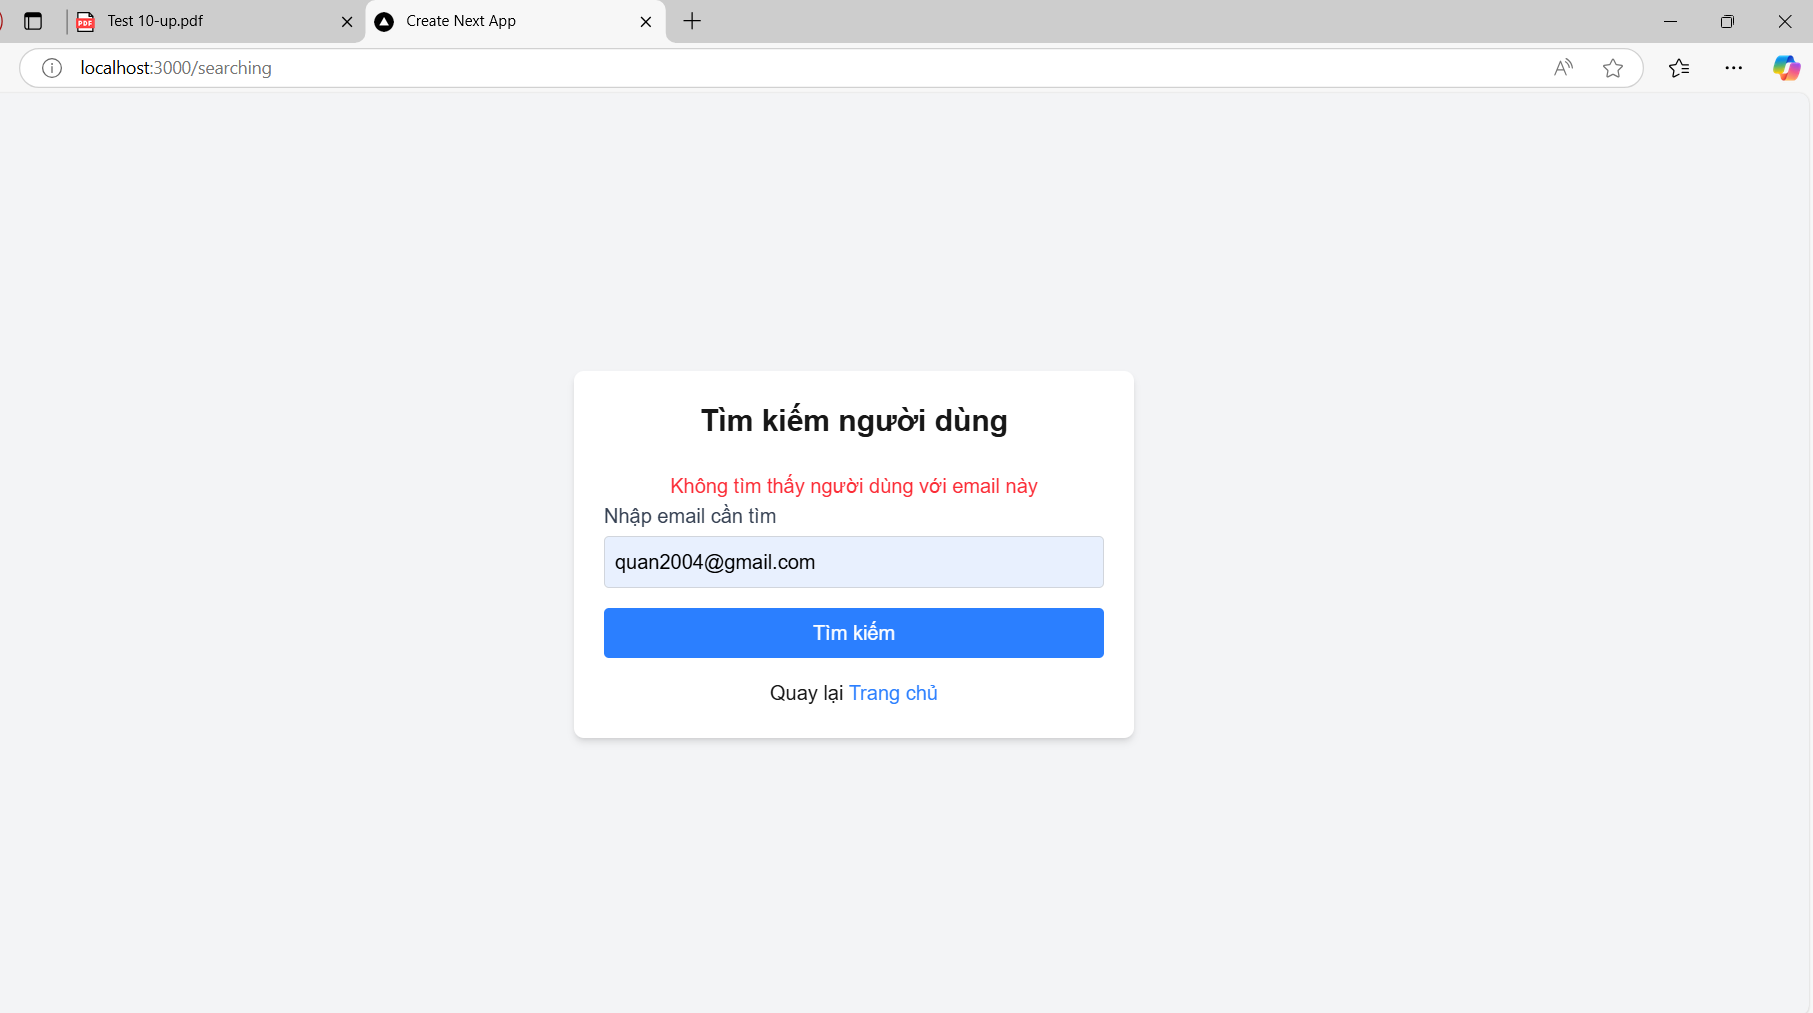 Test 10-up.pdf
Create Next App
localhost:3000/searching
Tìm kiếm người dùng
Không tìm thấy người dùng với email này
Nhập email cần tìm
quan2004@gmail.com
Tìm kiếm
Quay lại Trang chủ